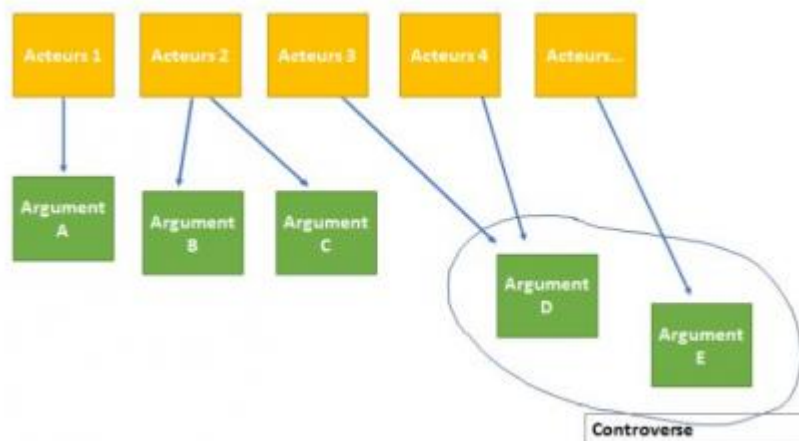 Acteurs 1
Acteurs 2
Acteurs 3
Acteurs 4
Acteurs...
Argument
A
Argument
B
Argument
C
Argument
D
Argument
E
Controverse